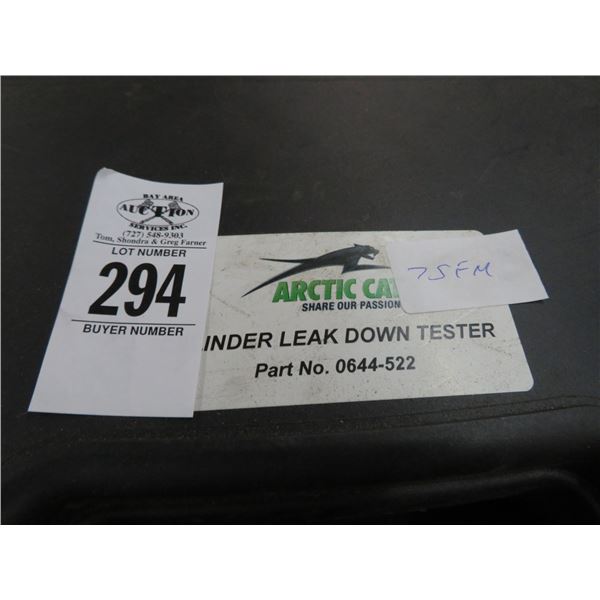 BAY AREA
AUCTION
SERVICES INC.
(727) 548-9303
Tom, Shondra & Greg Farner
LOT NUMBER
294
BUYER NUMBER
ARCTIC CA
SHARE OUR PASSION
INDER LEAK DOWN TESTER
Part No. 0644-522
75FM